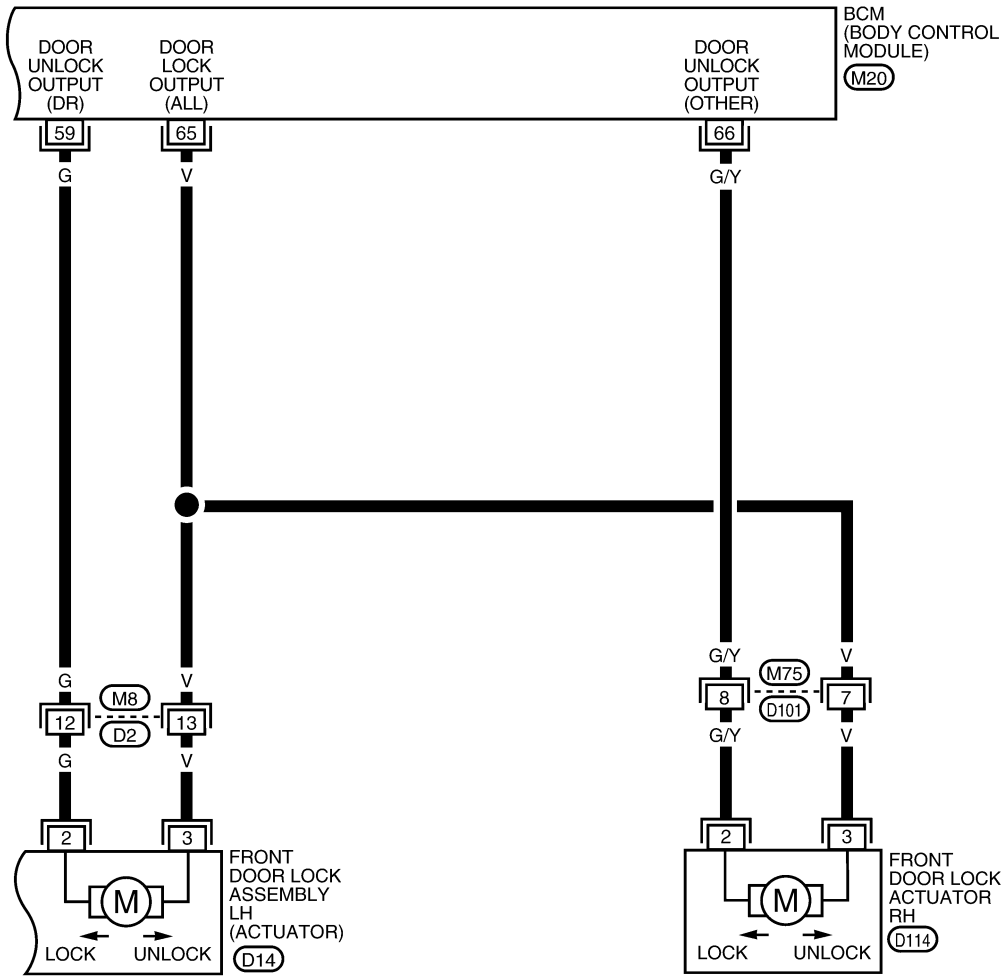 BCM
(BODY CONTROL
MODULE)
M20
DOOR
UNLOCK
OUTPUT
(DR)
DOOR
LOCK
OUTPUT
(ALL)
DOOR
UNLOCK
OUTPUT
(OTHER)
59
65
66
G
V
G/Y
G
V
G/Y
V
M8
M75
12
13
8
7
D2
D101
G
V
G/Y
V
2
3
2
3
FRONT
DOOR LOCK
ASSEMBLY
LH
(ACTUATOR)
D14
M
LOCK
UNLOCK
FRONT
DOOR LOCK
ACTUATOR
RH
D114
M
LOCK
UNLOCK